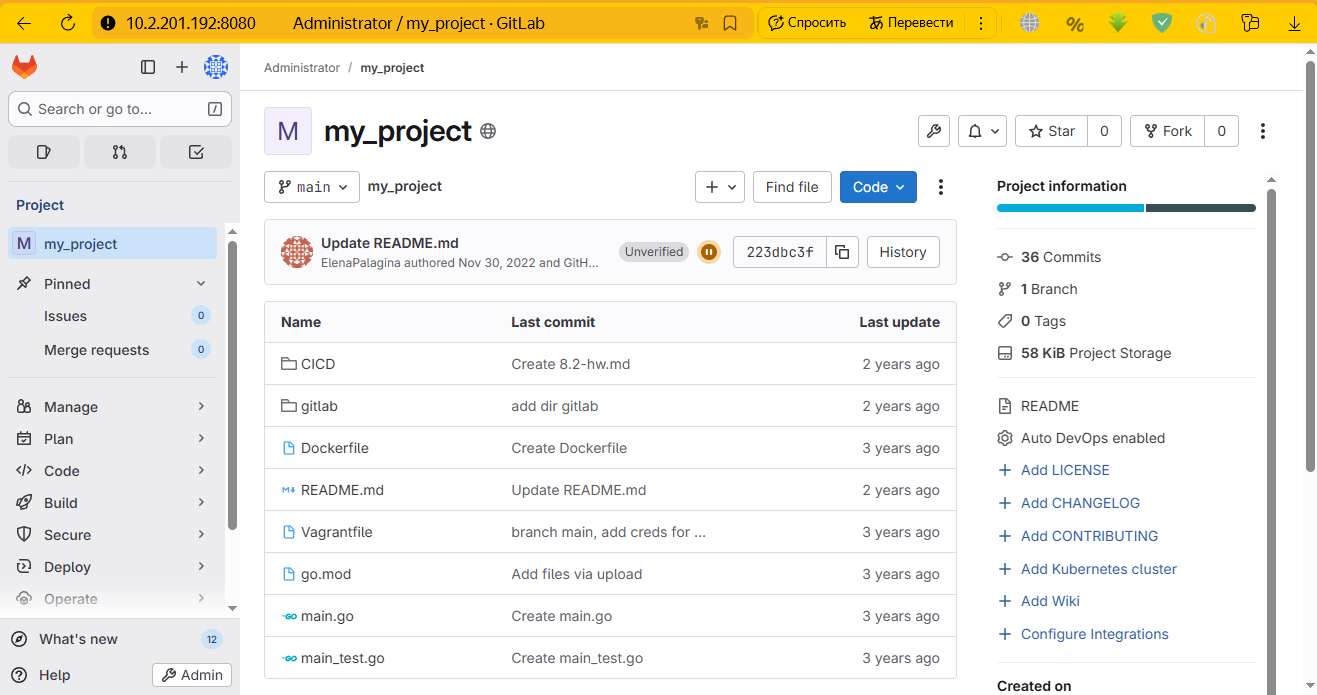 10.2.201.192:8080 Administrator / my_project · GitLab Спросить Перевести
Administrator / my_project
Search or go to... /
M my_project
Star 0 Fork 0
main my_project
Find file Code
Project
M my_project
Pinned
Issues 0
Merge requests 0
Manage
Plan
Code
Build
Secure
Deploy
Operate
What's new 12
Help Admin
Update README.md
ElenaPalagina authored Nov 30, 2022 and GitH...
Unverified 223dbc3f History
Name Last commit Last update
CICD Create 8.2-hw.md 2 years ago
gitlab add dir gitlab 2 years ago
Dockerfile Create Dockerfile 3 years ago
README.md Update README.md 2 years ago
Vagrantfile branch main, add creds for ... 3 years ago
go.mod Add files via upload 3 years ago
main.go Create main.go 3 years ago
main_test.go Create main_test.go 3 years ago
Project information
36 Commits
1 Branch
0 Tags
58 KiB Project Storage
README
Auto DevOps enabled
Add LICENSE
Add CHANGELOG
Add CONTRIBUTING
Add Kubernetes cluster
Add Wiki
Configure Integrations
Created on